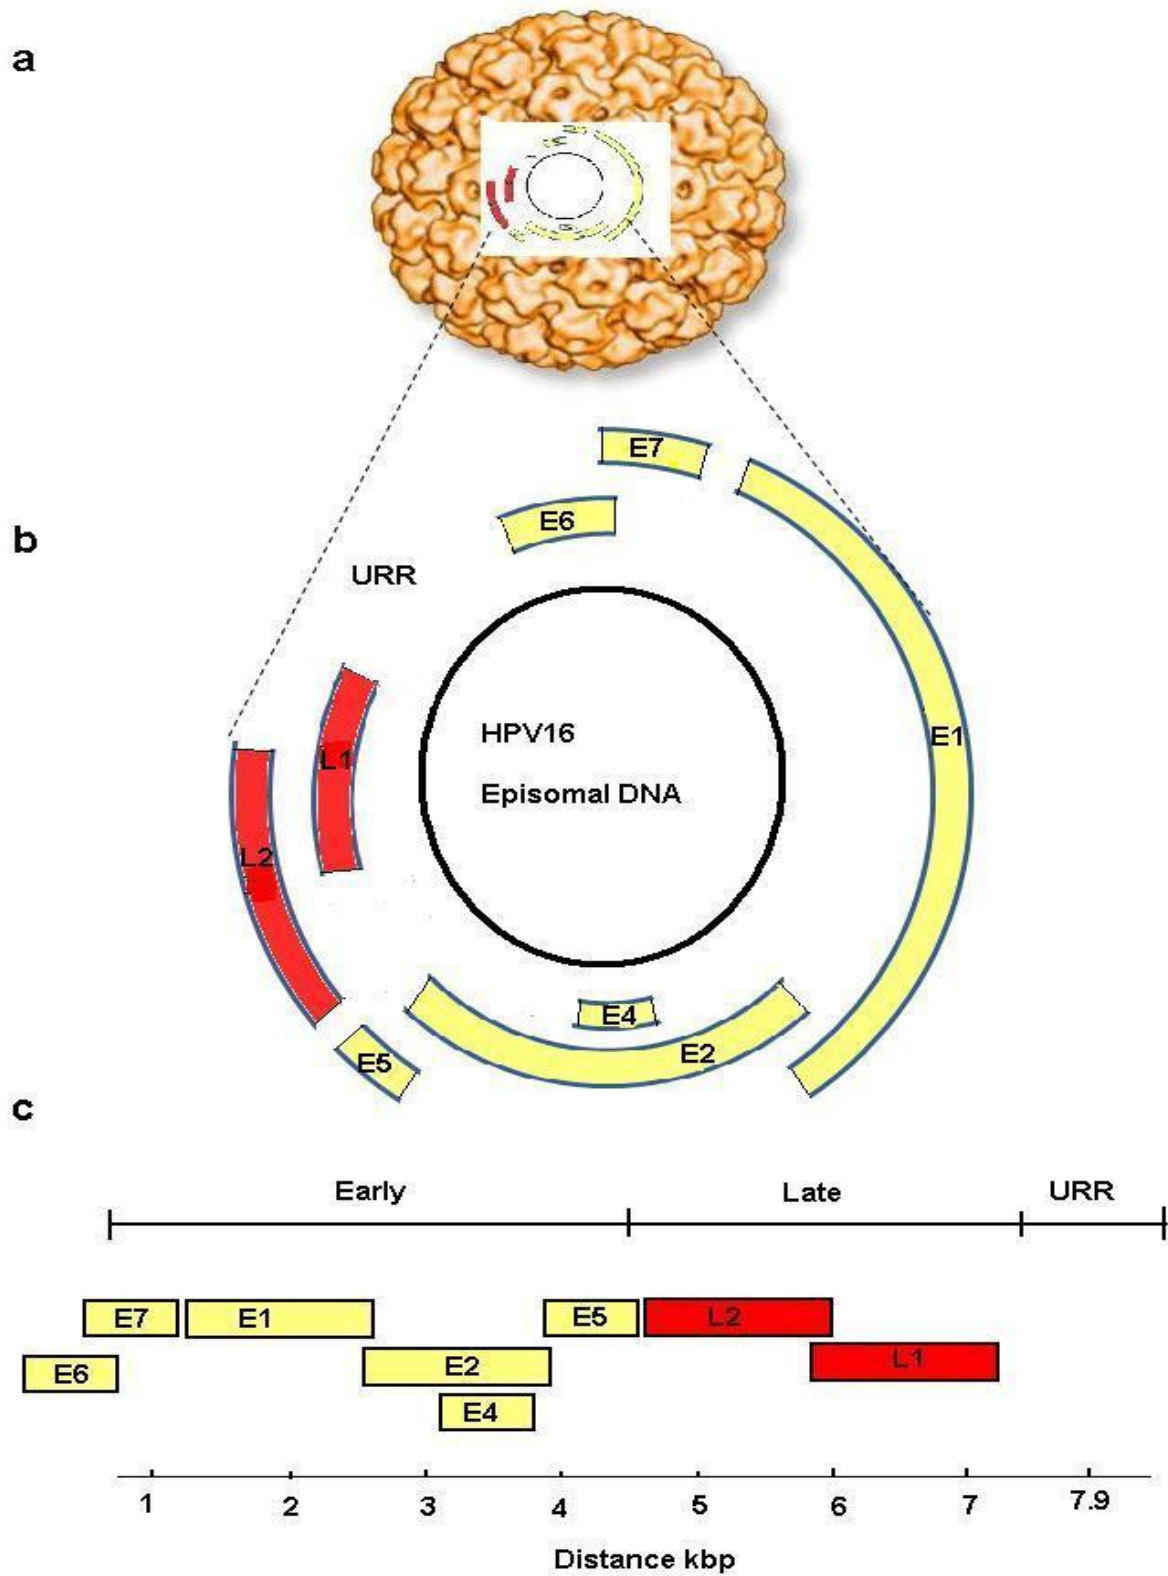 a
E7
E6
b
URR
HPV16
L1
E1
Episomal DNA
L2
E4
E2
E5
c
Early Late URR
E7 E1 E5 L2
E6 E2 L1
E4
1 2 3 4 5 6 7 7.9
Distance kbp